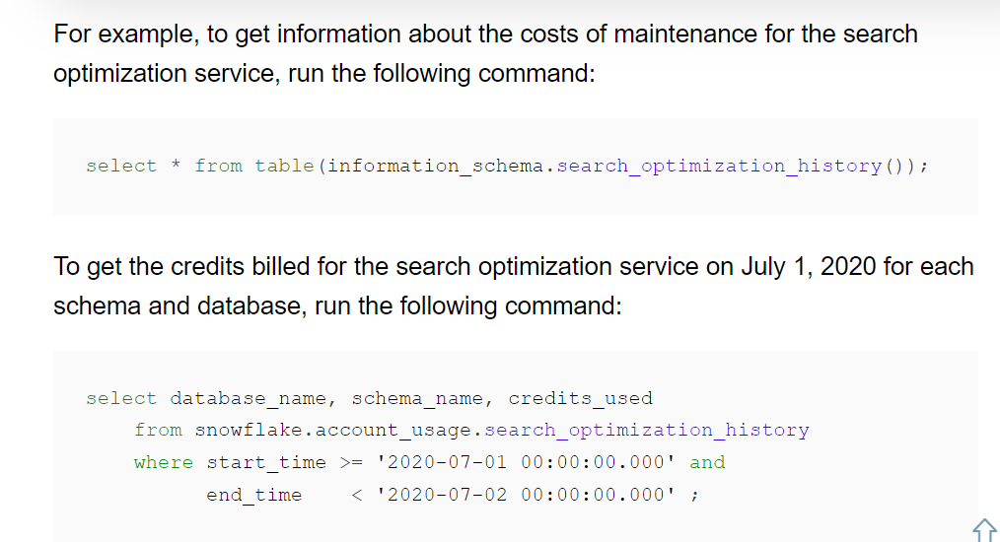 For example, to get information about the costs of maintenance for the search
optimization service, run the following command:
select * from table(information_schema.search_optimization_history());
To get the credits billed for the search optimization service on July 1, 2020 for each
schema and database, run the following command:
select database_name, schema_name, credits_used
from snowflake.account_usage.search_optimization_history
where start_time >= '2020-07-01 00:00:00.000' and
end_time < '2020-07-02 00:00:00.000' ;